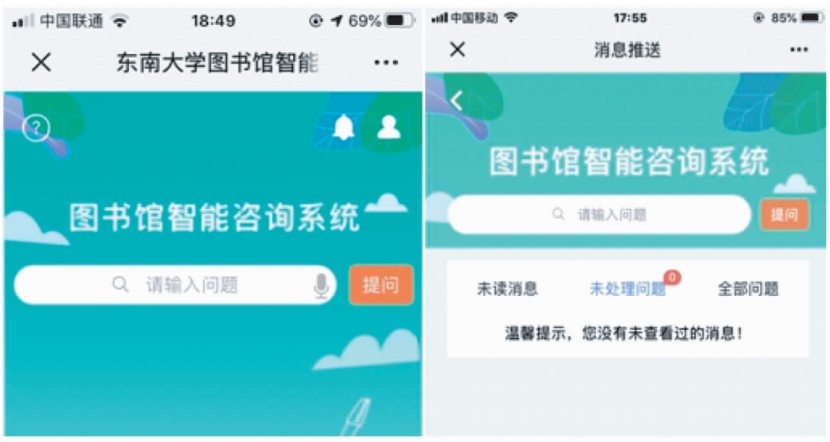 中国联通 18:49 69%
东南大学图书馆智能
图书馆智能咨询系统
请输入问题 提问
中国移动 17:55 85%
消息推送
图书馆智能咨询系统
请输入问题 提问
未读消息 未处理问题 0 全部问题
温馨提示，您没有未查看过的消息！